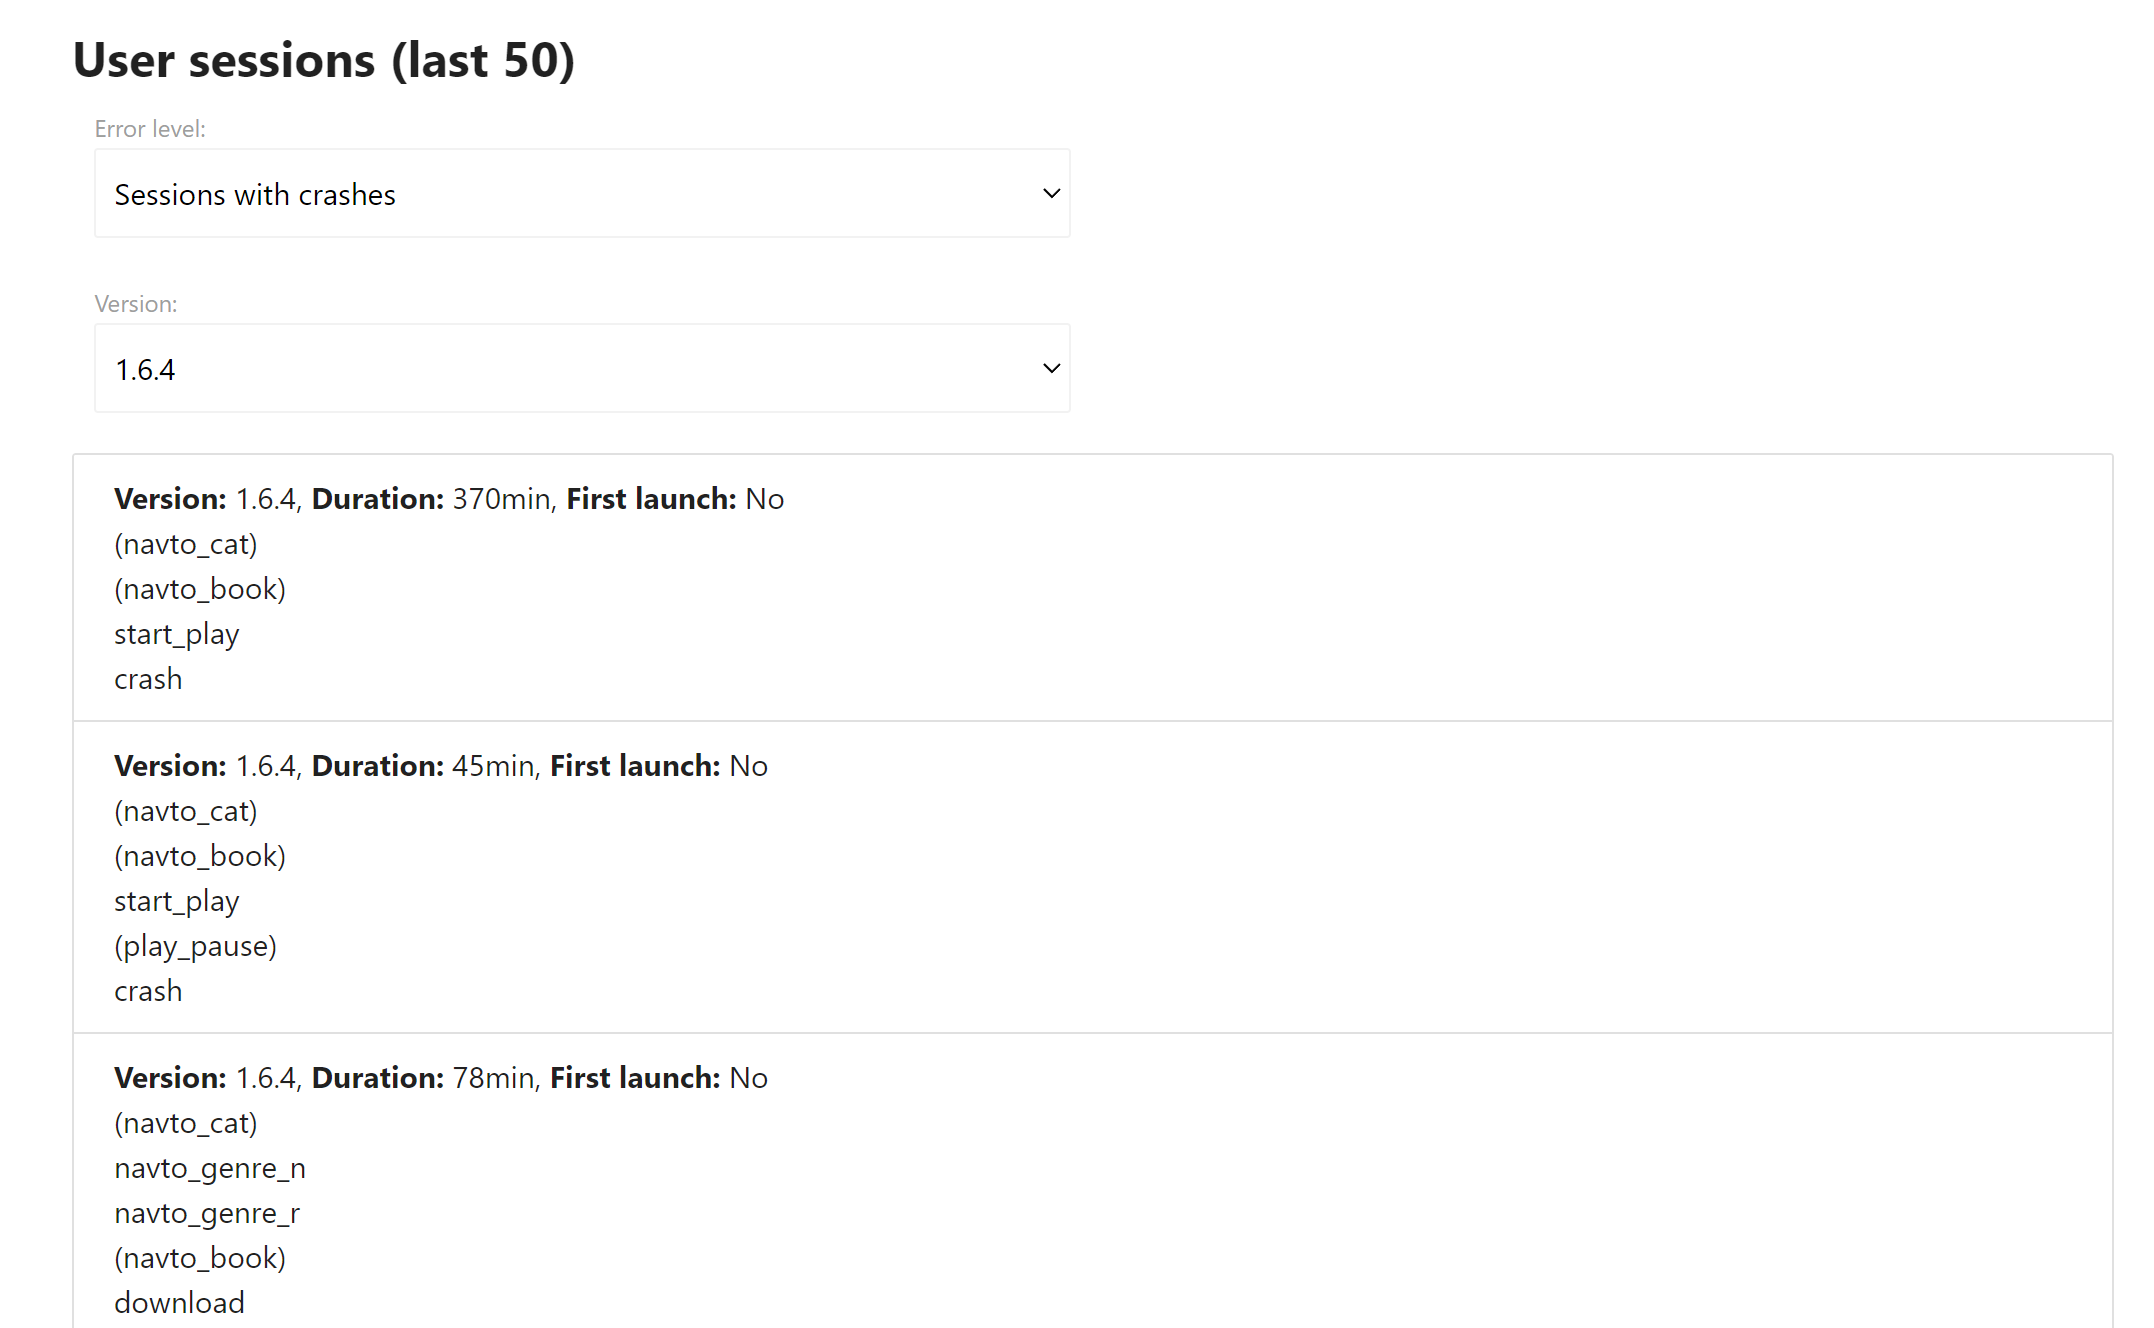 User sessions (last 50)
Error level:
Sessions with crashes
Version:
1.6.4
Version: 1.6.4, Duration: 370min, First launch: No
(navto_cat)
(navto_book)
start_play
crash
Version: 1.6.4, Duration: 45min, First launch: No
(navto_cat)
(navto_book)
start_play
(play_pause)
crash
Version: 1.6.4, Duration: 78min, First launch: No
(navto_cat)
navto_genre_n
navto_genre_r
(navto_book)
download